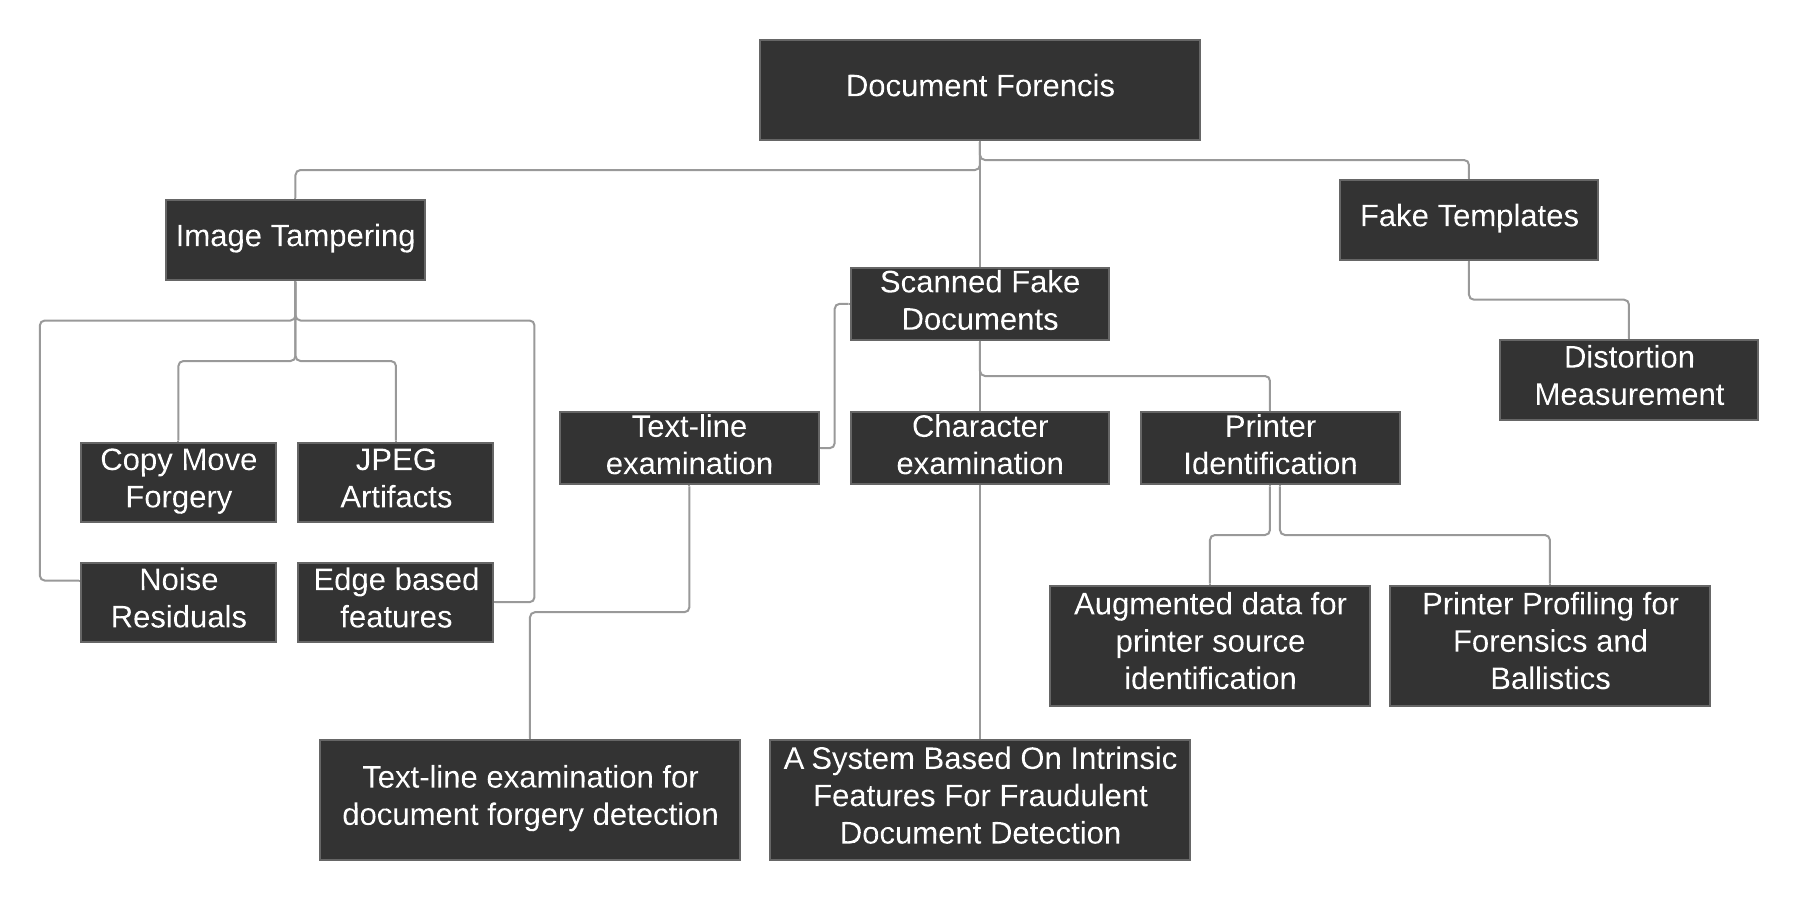 Document Forencis
Image Tampering
Fake Templates
Scanned Fake
Documents
Distortion
Measurement
Text-line
examination
Character
examination
Printer
Identification
Copy Move
Forgery
JPEG
Artifacts
Noise
Residuals
Edge based
features
Augmented data for
printer source
identification
Printer Profiling for
Forensics and
Ballistics
Text-line examination for
document forgery detection
A System Based On Intrinsic
Features For Fraudulent
Document Detection